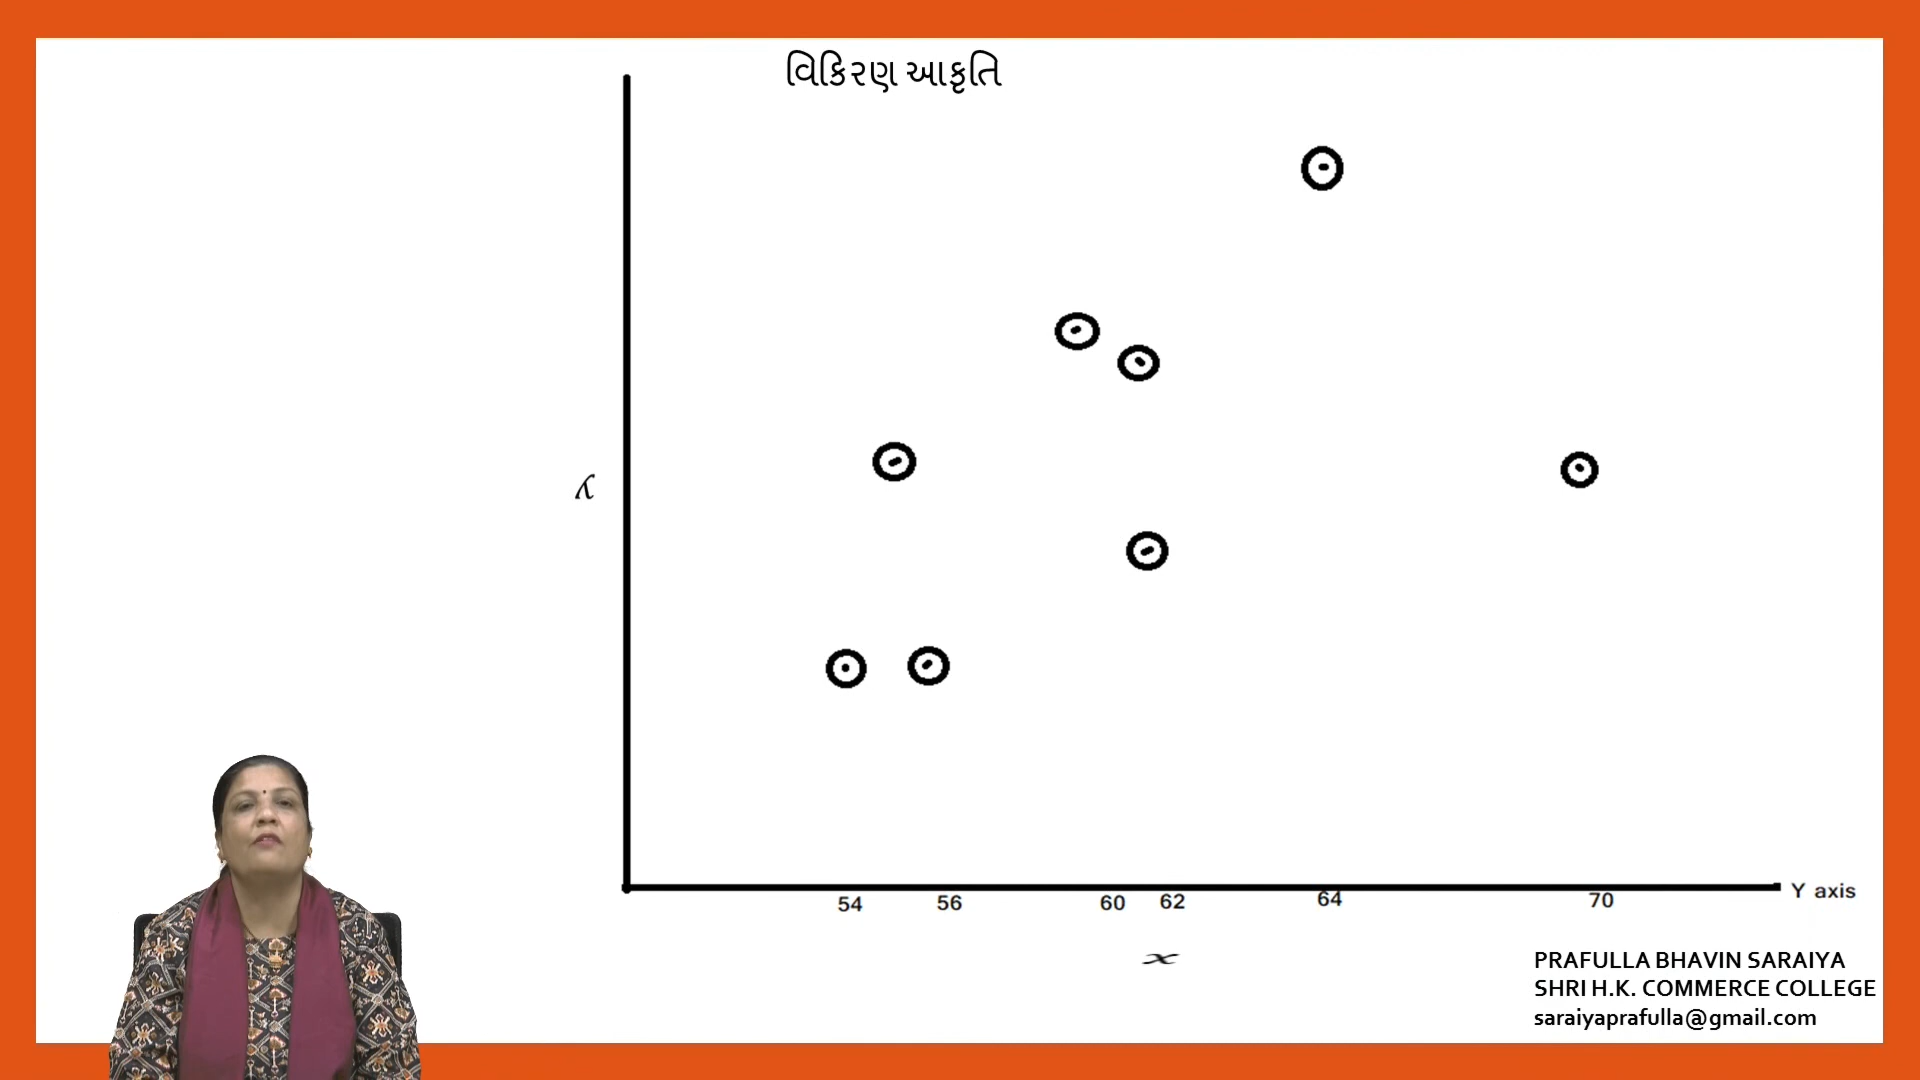 વિકિરણ આકૃતિ
y
54 56 60 62 64 70
Y axis
x
PRAFULLA BHAVIN SARAIYA
SHRI H.K. COMMERCE COLLEGE
saraiyaprafulla@gmail.com